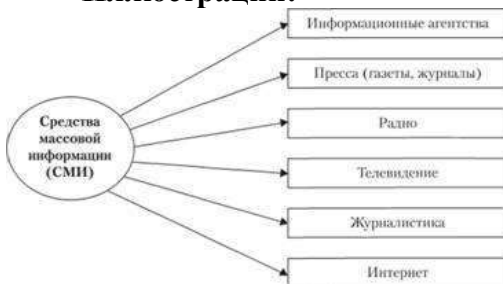 Информационные агентства
Пресса (газеты, журналы)
Средства
массовой
информации
(СМИ)
Радио
Телевидение
Журналистика
Интернет